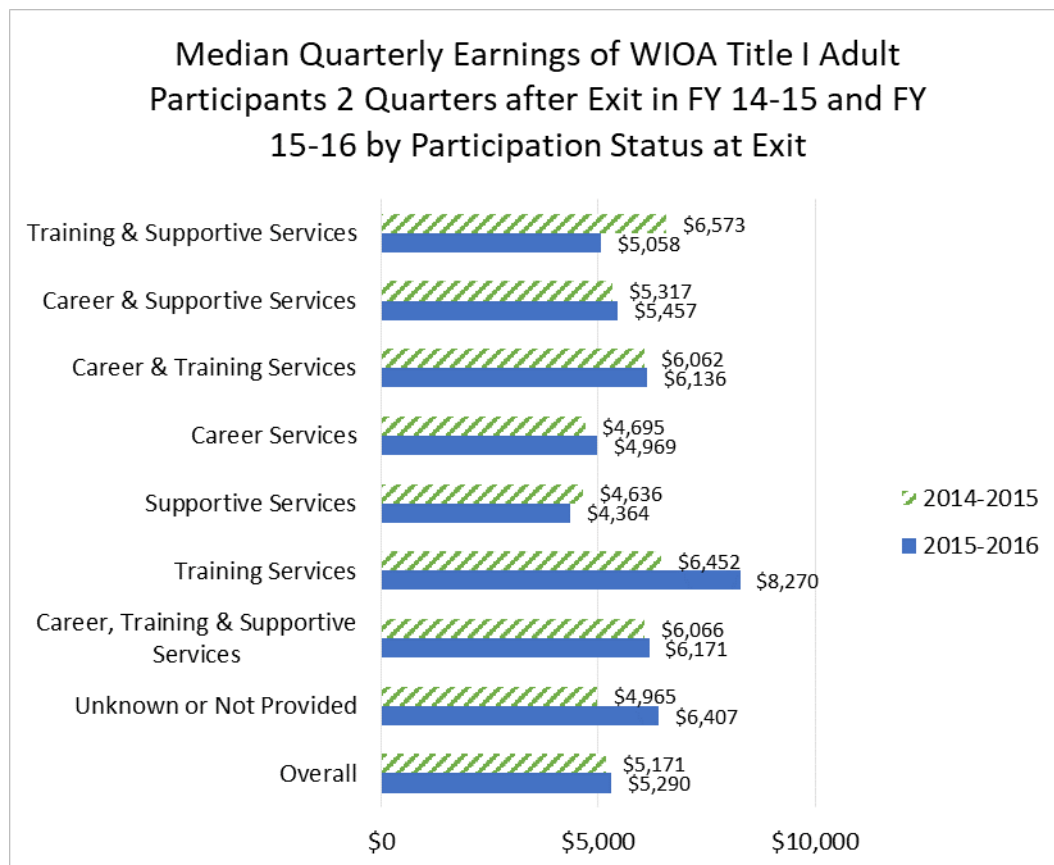 Median Quarterly Earnings of WIOA Title I Adult
Participants 2 Quarters after Exit in FY 14-15 and FY
15-16 by Participation Status at Exit
Training & Supportive Services
$6,573
$5,058
Career & Supportive Services
$5,317
$5,457
Career & Training Services
$6,062
$6,136
Career Services
$4,695
$4,969
Supportive Services
$4,636
$4,364
Training Services
$6,452
$8,270
Career, Training & Supportive
Services
$6,066
$6,171
Unknown or Not Provided
$4,965
$6,407
Overall
$5,171
$5,290
2014-2015
2015-2016
$0
$5,000
$10,000